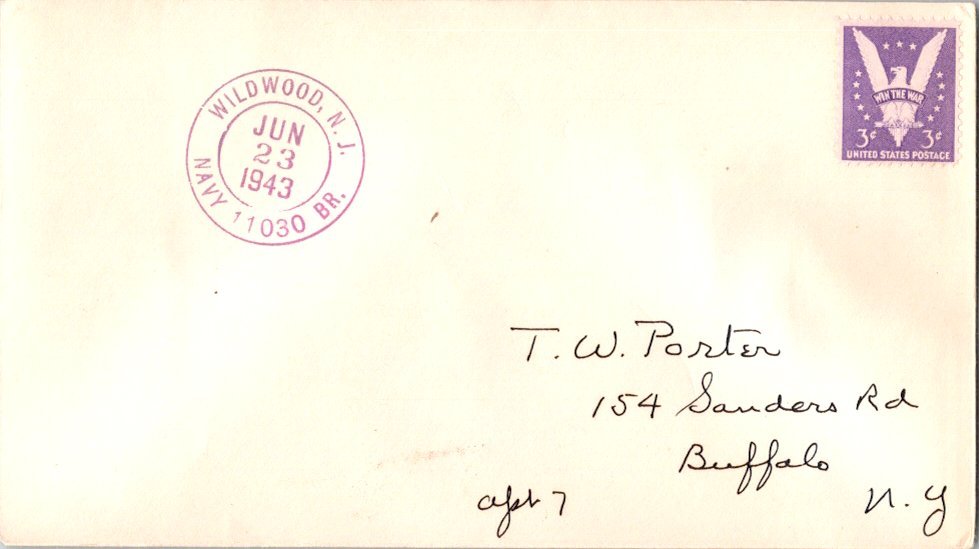 WILDWOOD, N. J.
JUN
23
1943
NAVY 11030 BR.
WIN THE WAR
3¢ 3¢
UNITED STATES POSTAGE
T. W. Porter
154 Sanders Rd
Buffalo
apt 7 N. Y